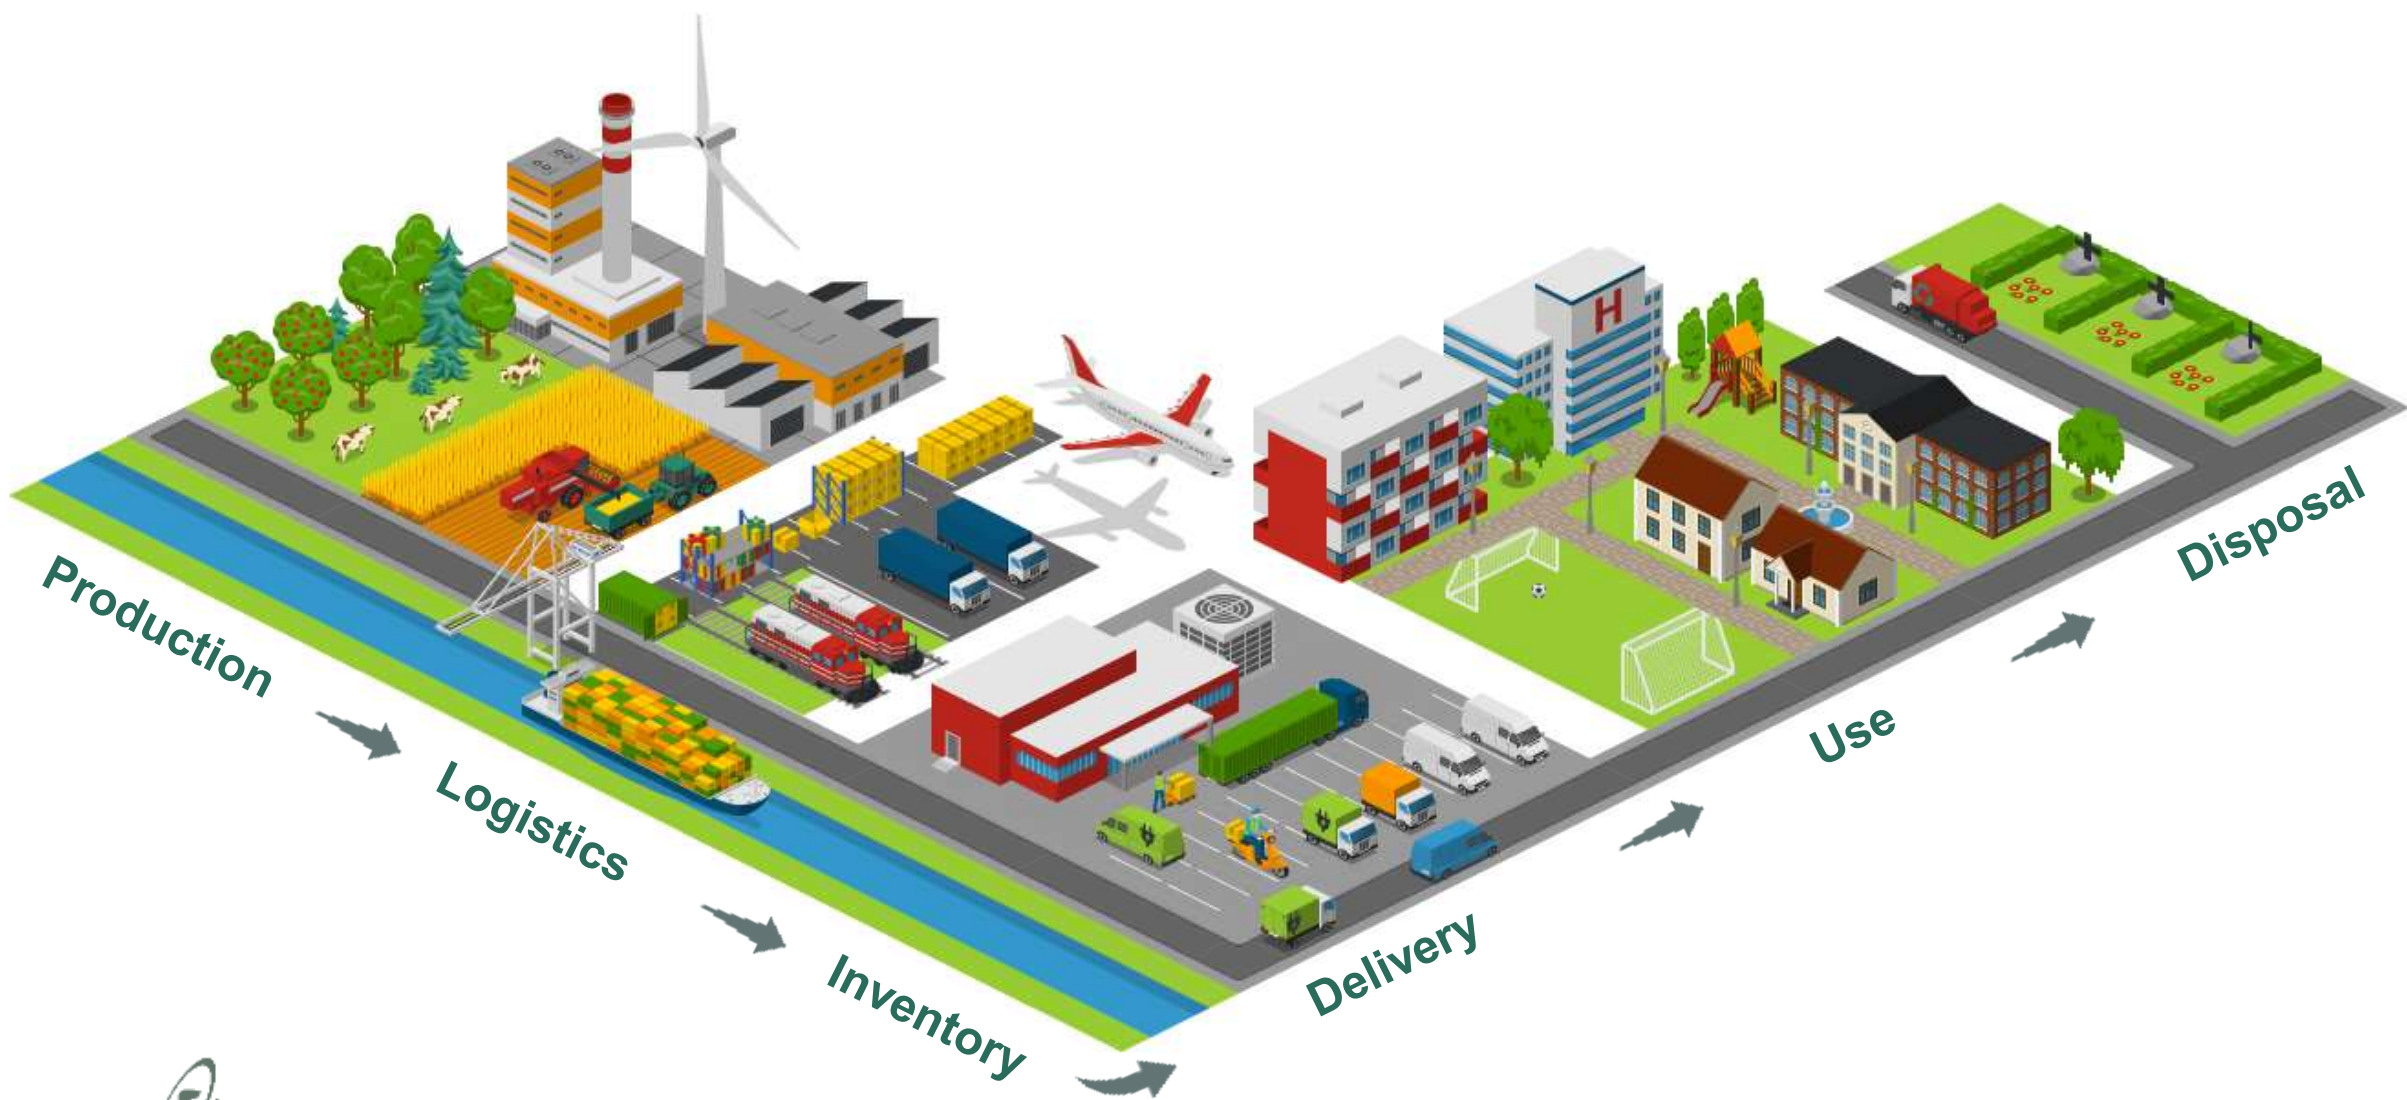 Production
Logistics
Inventory
Delivery
Use
Disposal
H